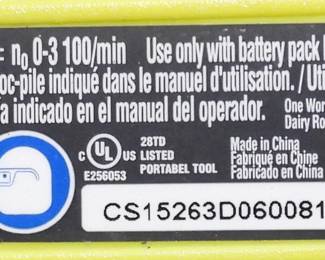 = n₀ 0-3 100/min Use only with battery pack
oc-pile indiqué dans le manuel d'utilisation. / Uti
a indicado en el manual del operador. One Wor
Dairy Ro
c UL US 28TD
LISTED
E256053 PORTABEL TOOL
Made in China
Fabriqué en Chine
Fabricado en China
CS15263D060081